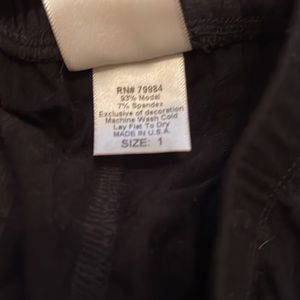 RN# 79984
93% Modal
7% Spandex
Exclusive of decoration
Machine Wash Cold
Lay Flat To Dry
MADE IN U.S.A.
SIZE: 1